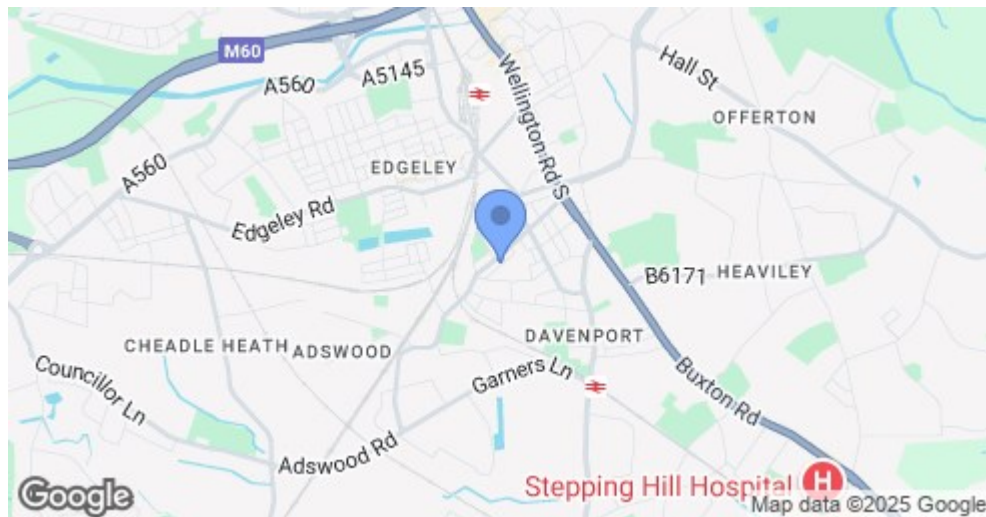 M60
A560
A5145
Wellington Rd S
Hall St
OFFERTON
A560
EDGELEY
Edgeley Rd
B6171
HEAVILEY
CHEADLE HEATH
ADSWOOD
DAVENPORT
Councillor Ln
Garners Ln
Buxton Rd
Adswood Rd
Stepping Hill Hospital
H
Google
Map data ©2025 Google